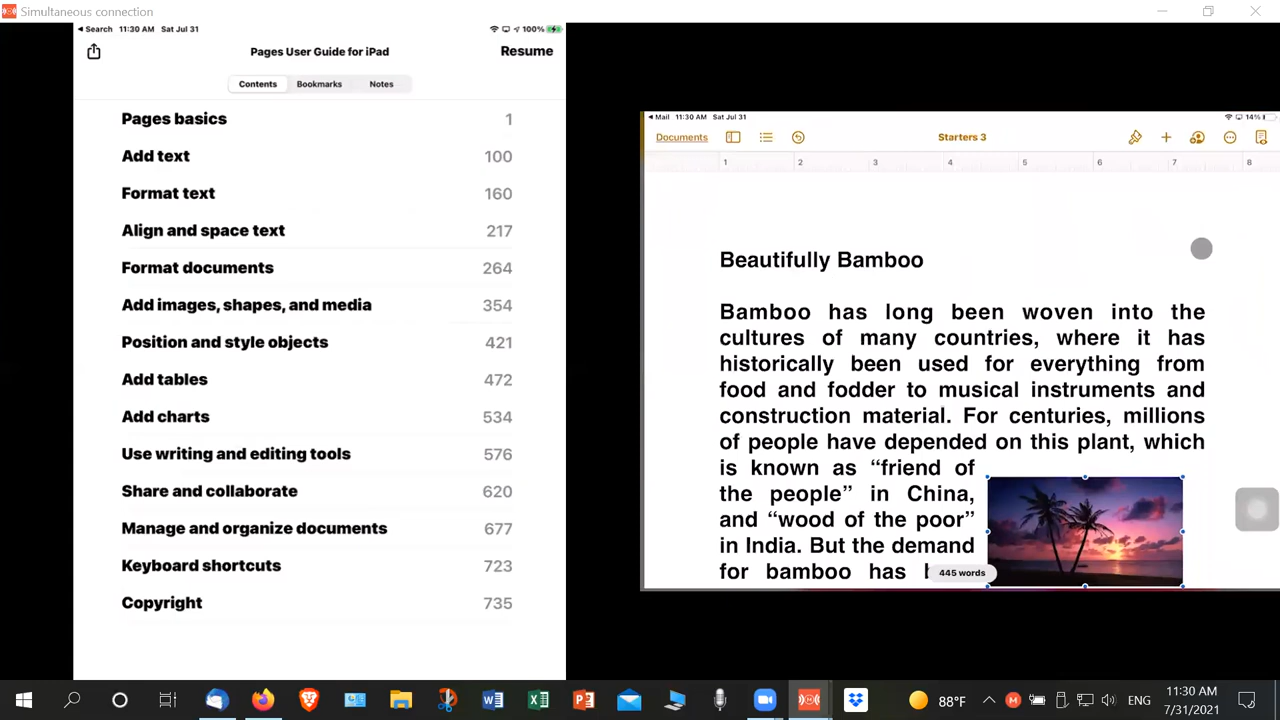 Simultaneous connection
Search 11:30 AM Sat Jul 31 100%
Pages User Guide for iPad Resume
Contents Bookmarks Notes
Pages basics 1
Add text 100
Format text 160
Align and space text 217
Format documents 264
Add images, shapes, and media 354
Position and style objects 421
Add tables 472
Add charts 534
Use writing and editing tools 576
Share and collaborate 620
Manage and organize documents 677
Keyboard shortcuts 723
Copyright 735
Mail 11:30 AM Sat Jul 31 14%
Documents Starters 3
1 2 3 4 5 6 7 8
Beautifully Bamboo
Bamboo has long been woven into the
cultures of many countries, where it has
historically been used for everything from
food and fodder to musical instruments and
construction material. For centuries, millions
of people have depended on this plant, which
is known as “friend of
the people” in China,
and “wood of the poor”
in India. But the demand
for bamboo has
445 words
88°F ENG 11:30 AM
7/31/2021